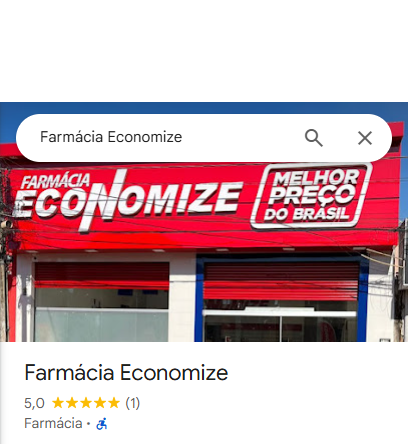 Farmácia Economize
FARMÁCIA
ECONOMIZE
MELHOR
PREÇO
DO BRASIL
Farmácia Economize
5,0 (1)
Farmácia ·